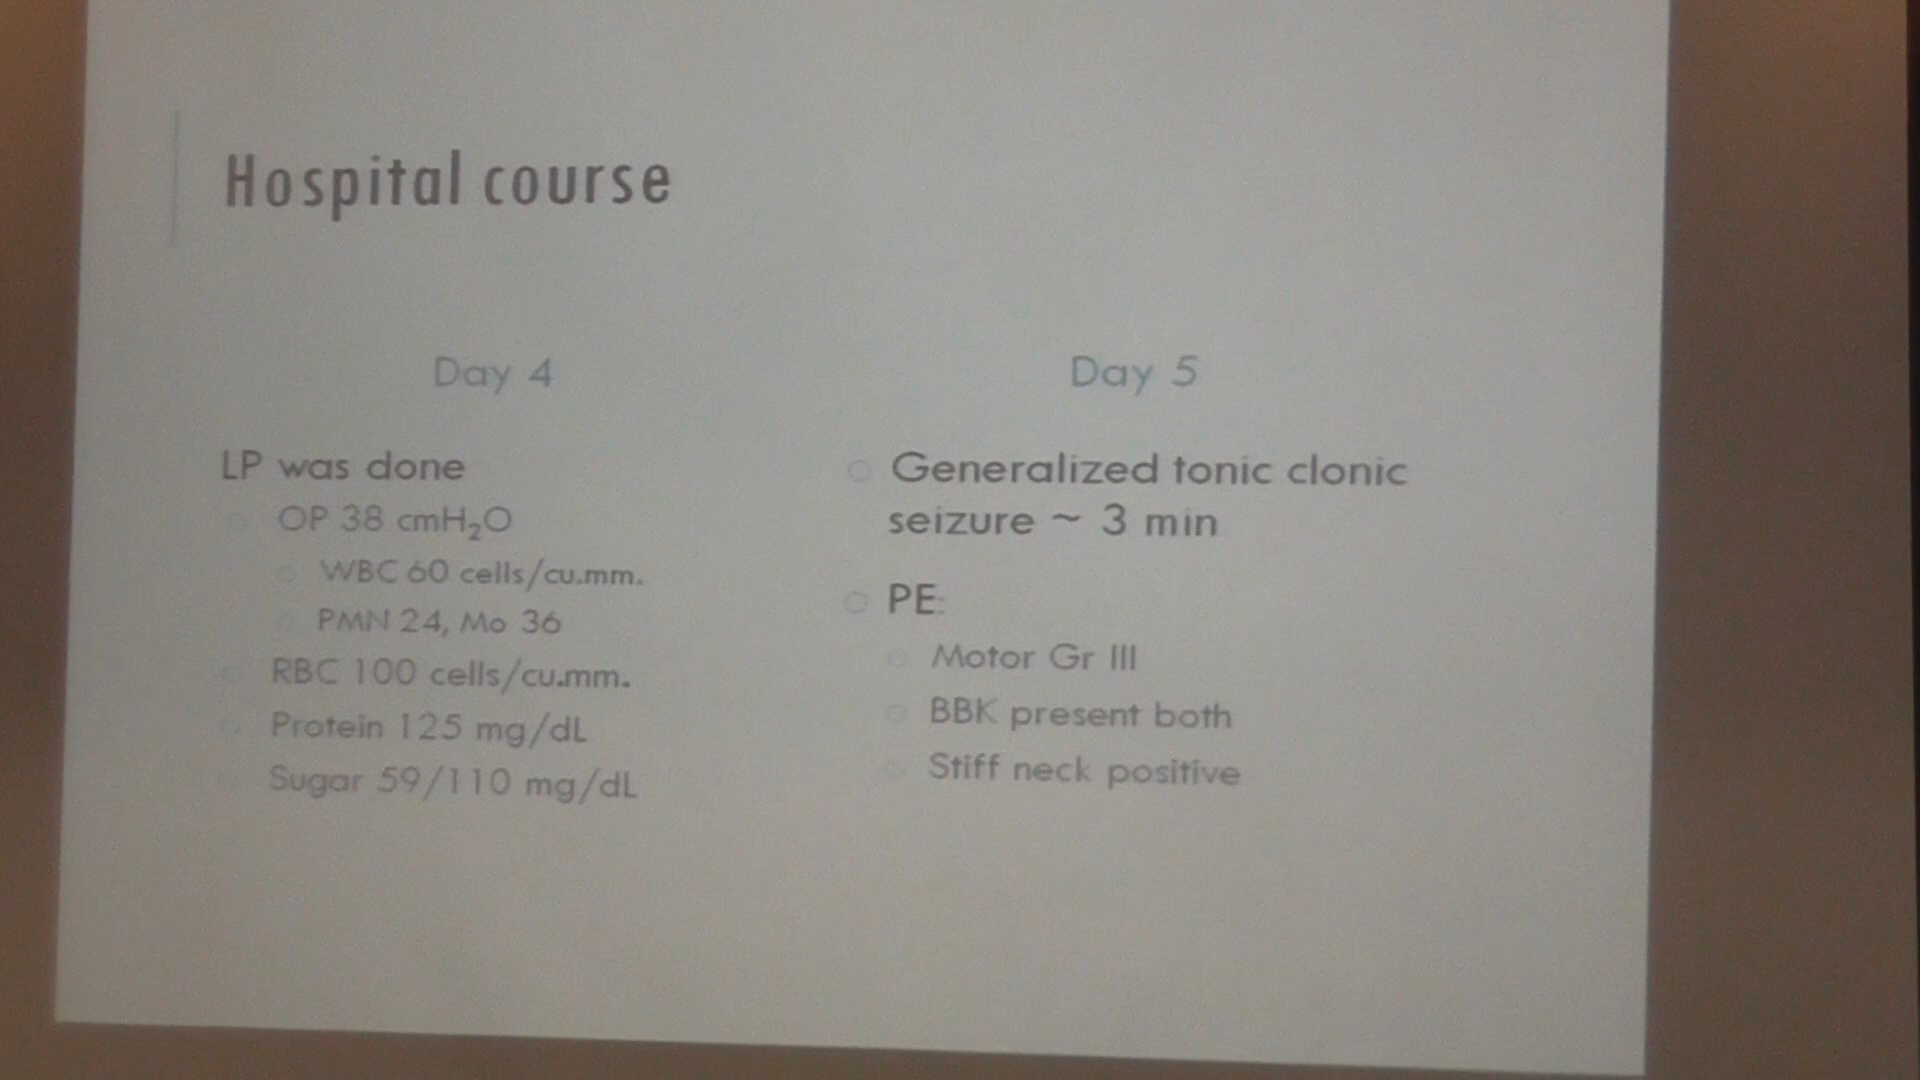 Hospital course
Day 4
LP was done
OP 38 cmH₂O
WBC 60 cells/cu.mm.
PMN 24, Mo 36
RBC 100 cells/cu.mm.
Protein 125 mg/dL
Sugar 59/110 mg/dL
Day 5
Generalized tonic clonic
seizure ~ 3 min
PE:
Motor Gr III
BBK present both
Stiff neck positive